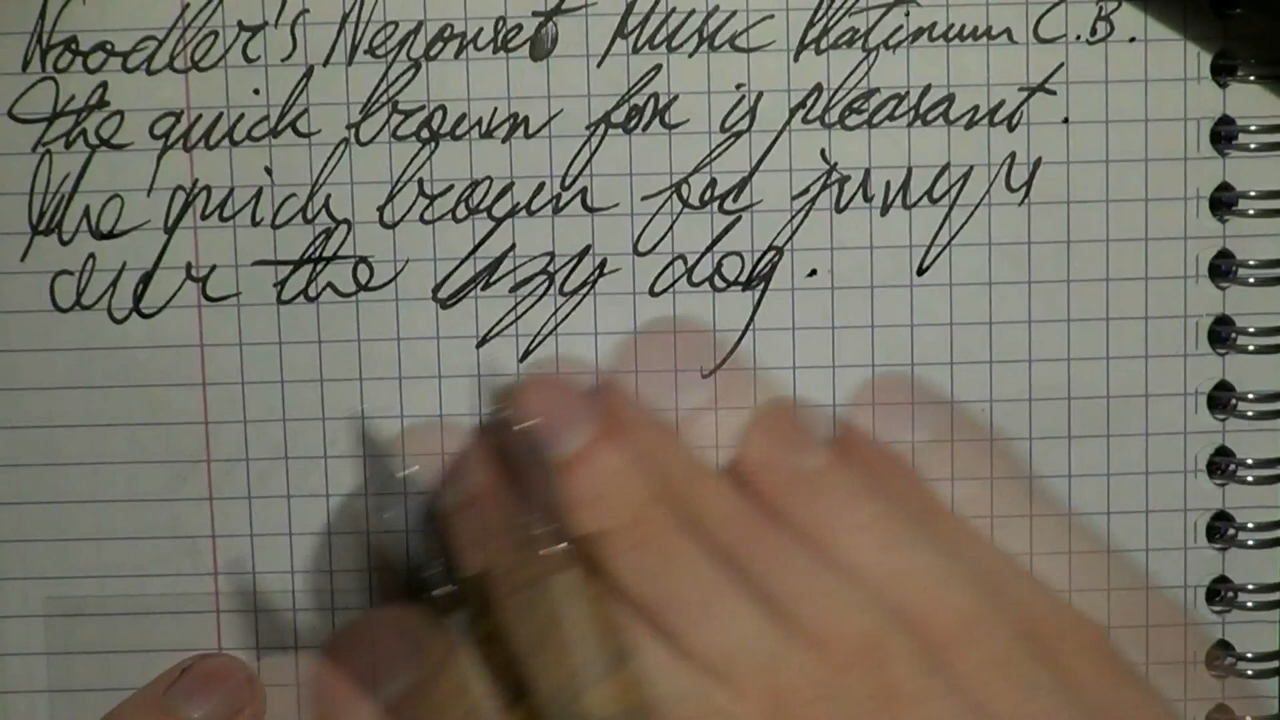 Noodler's Neponset Music Platinum C.B.
The quick brown fox is pleasant.
The quick brown fox jumps
over the lazy dog.